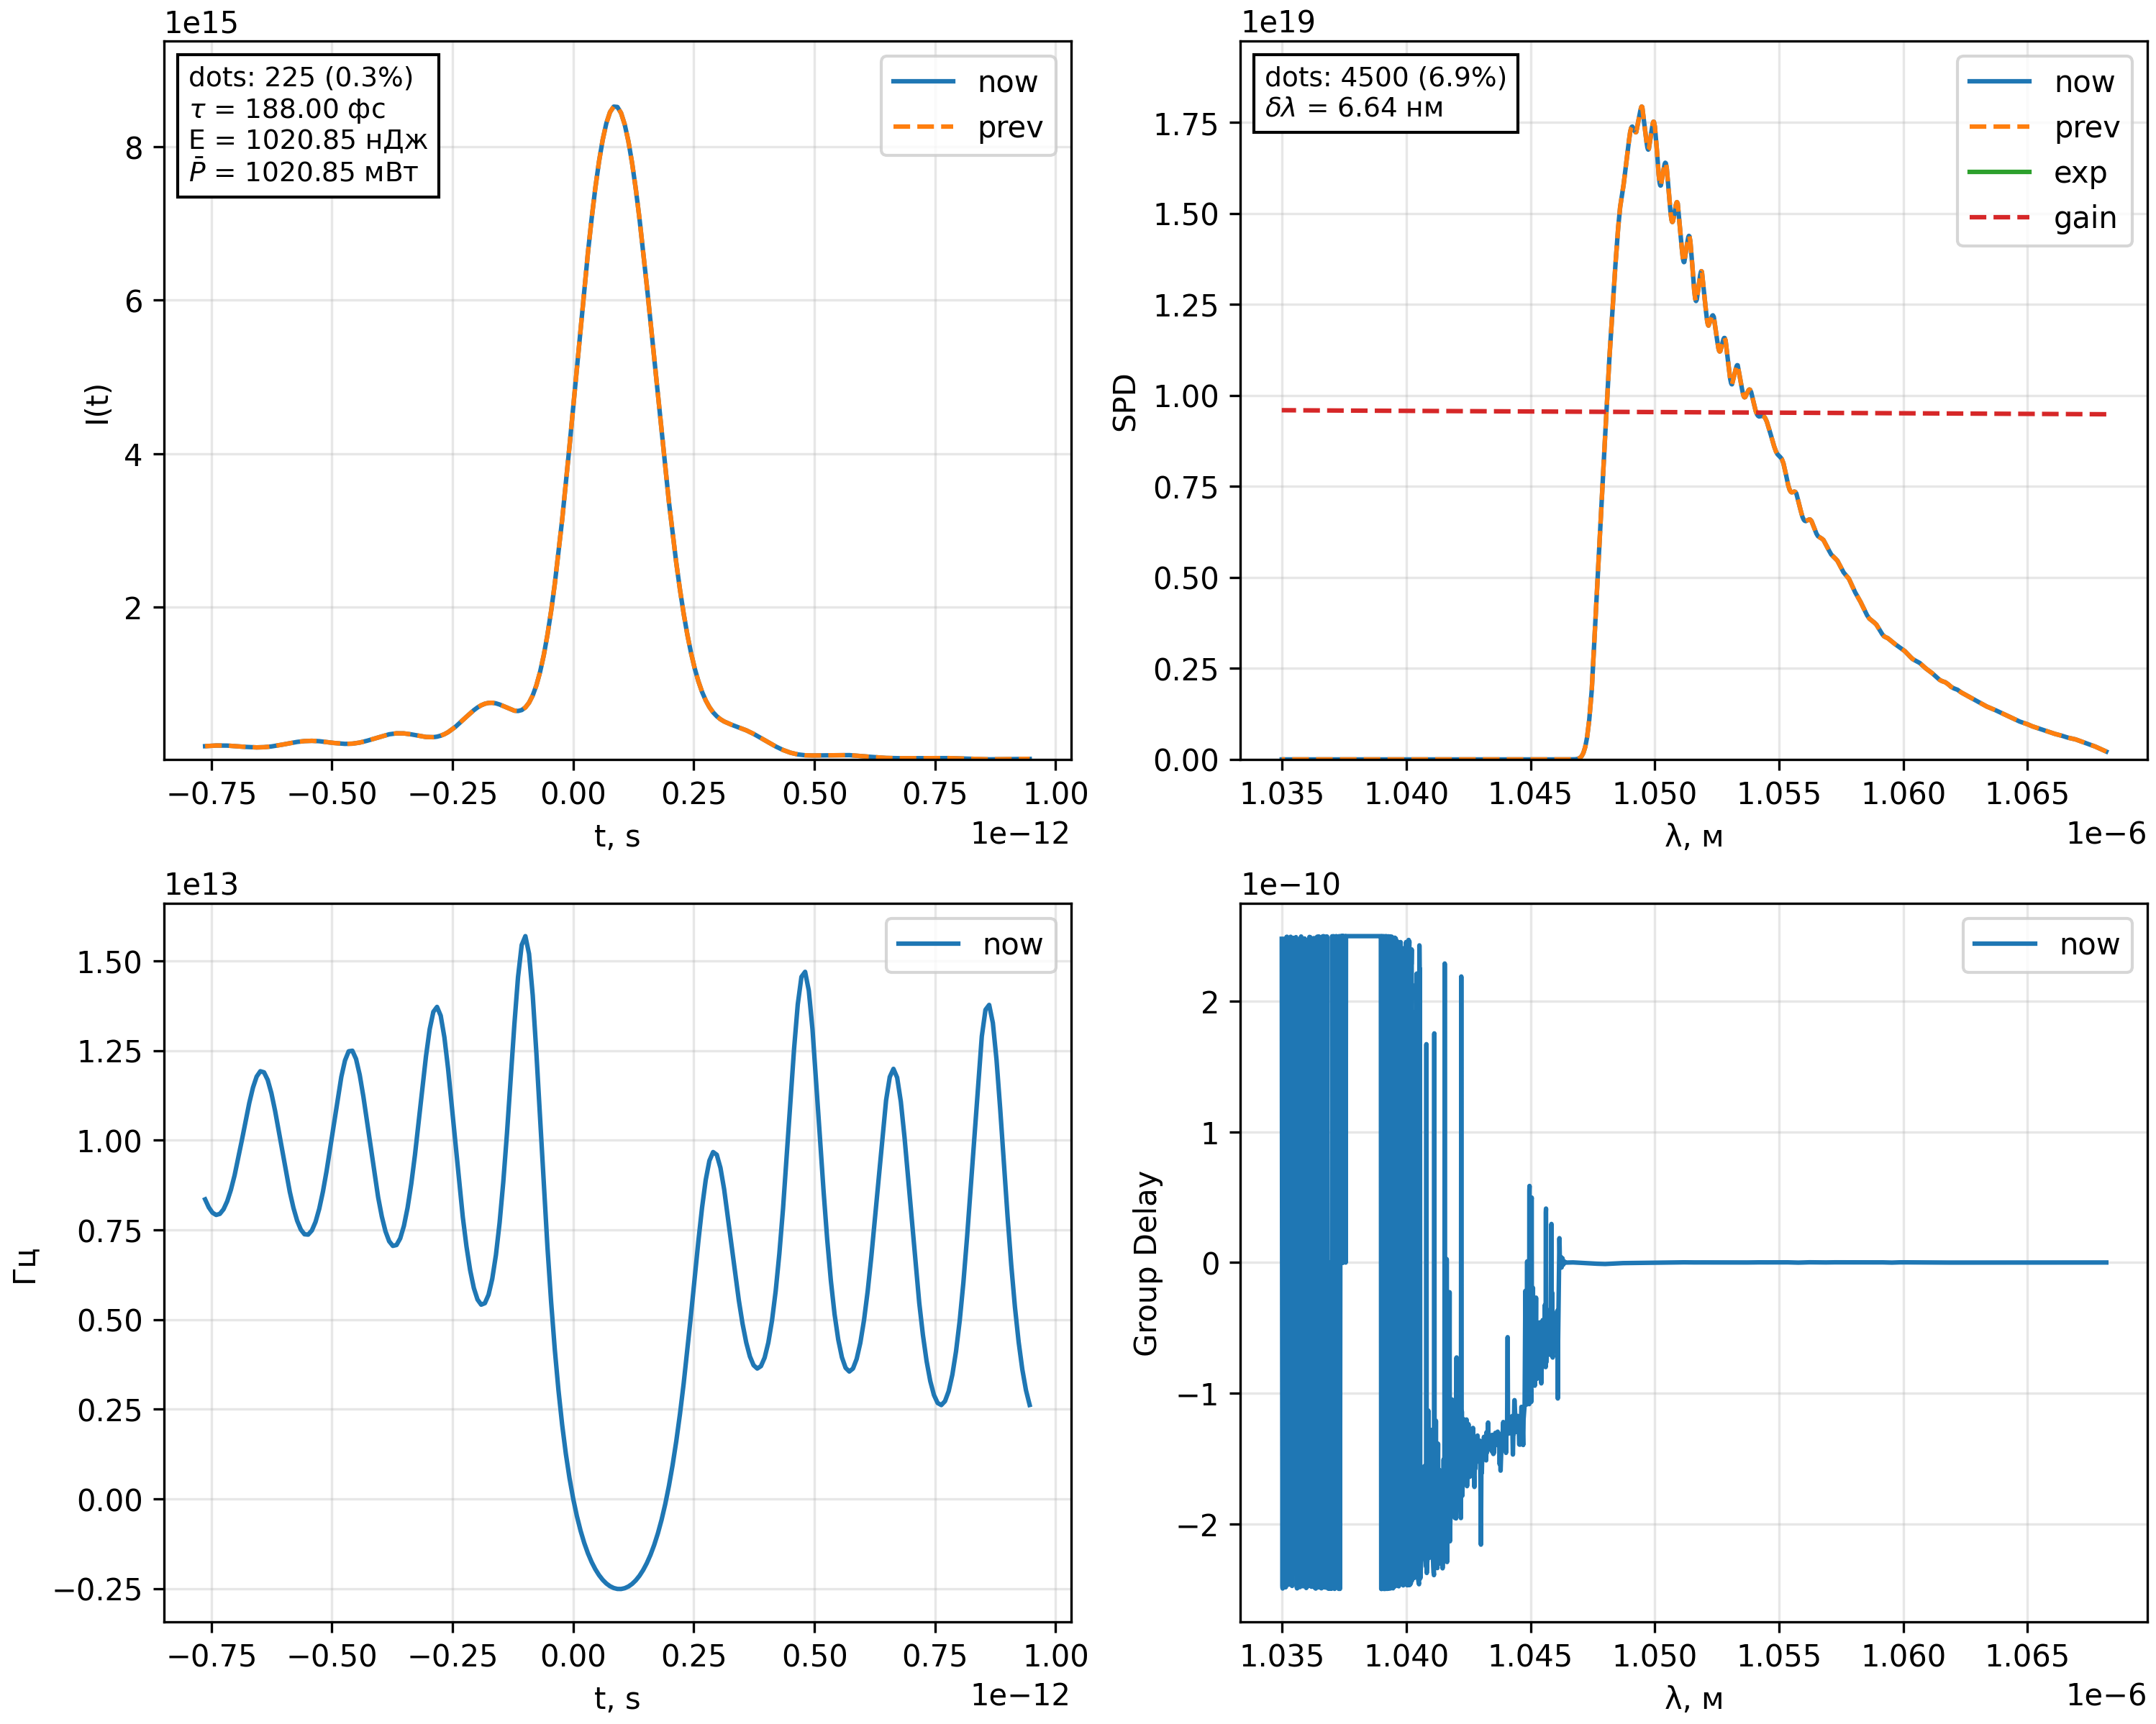 1e15
dots: 225 (0.3%)
τ = 188.00 фс
E = 1020.85 нДж
P̄ = 1020.85 мВт
now
prev
8
6
4
2
I(t)
−0.75 −0.50 −0.25 0.00 0.25 0.50 0.75 1.00
t, s
1e−12
1e19
dots: 4500 (6.9%)
δλ = 6.64 нм
now
prev
exp
gain
1.75
1.50
1.25
1.00
0.75
0.50
0.25
0.00
SPD
1.035 1.040 1.045 1.050 1.055 1.060 1.065
λ, м
1e−6
1e13
now
1.50
1.25
1.00
0.75
0.50
0.25
0.00
−0.25
Гц
−0.75 −0.50 −0.25 0.00 0.25 0.50 0.75 1.00
t, s
1e−12
1e−10
now
2
1
0
−1
−2
Group Delay
1.035 1.040 1.045 1.050 1.055 1.060 1.065
λ, м
1e−6